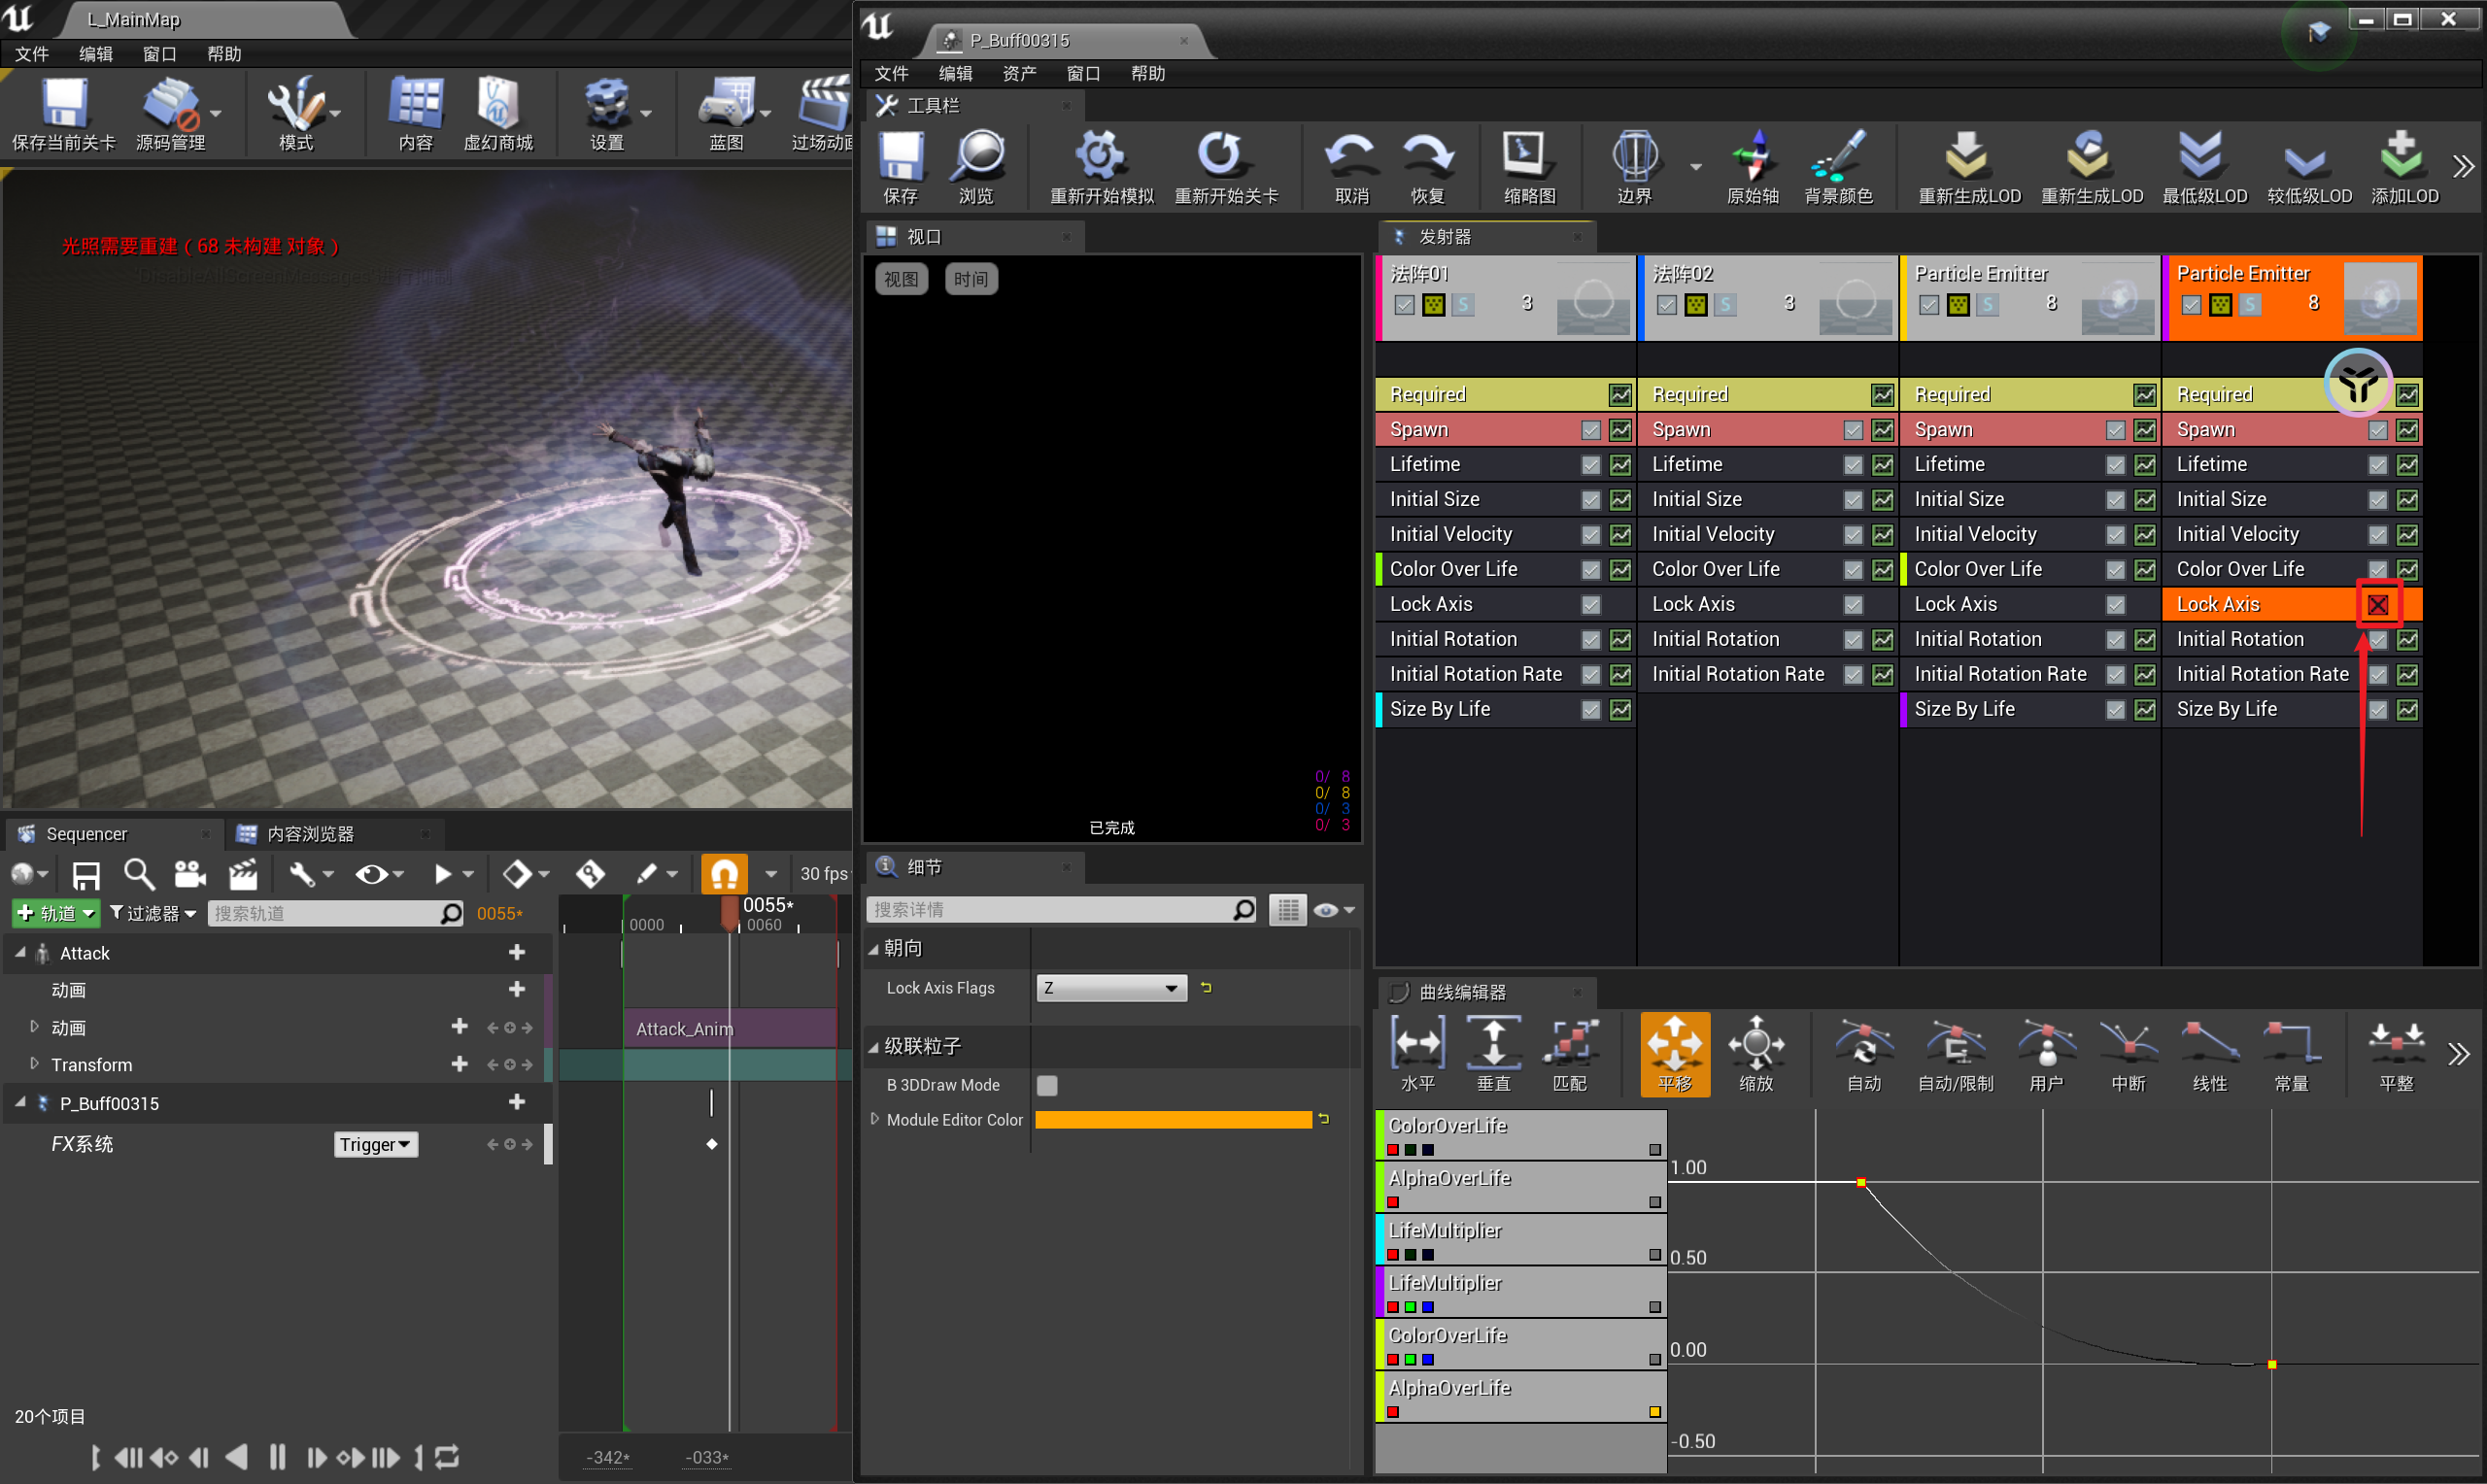 L_MainMap
文件 编辑 窗口 帮助
保存当前关卡 源码管理 模式 内容 虚幻商城 设置 蓝图 过场动画
光照需要重建（68 未构建 对象）
P_Buff00315
文件 编辑 资产 窗口 帮助
工具栏
保存 浏览 重新开始模拟 重新开始关卡 取消 恢复 缩略图 边界 原始轴 背景颜色 重新生成LOD 重新生成LOD 最低级LOD 较低级LOD 添加LOD
视口
视图 时间
0/ 8
0/ 8
0/ 3
0/ 3
已完成
发射器
法阵01 法阵02 Particle Emitter Particle Emitter
S 3 S 3 S 8 S 8
Required Required Required Required
Spawn Spawn Spawn Spawn
Lifetime Lifetime Lifetime Lifetime
Initial Size Initial Size Initial Size Initial Size
Initial Velocity Initial Velocity Initial Velocity Initial Velocity
Color Over Life Color Over Life Color Over Life Color Over Life
Lock Axis Lock Axis Lock Axis Lock Axis
Initial Rotation Initial Rotation Initial Rotation Initial Rotation
Initial Rotation Rate Initial Rotation Rate Initial Rotation Rate Initial Rotation Rate
Size By Life Size By Life Size By Life
Sequencer 内容浏览器
30 fps
轨道 过滤器 搜索轨道 0055*
0055*
0000 0060
Attack
动画
动画
Attack_Anim
Transform
P_Buff00315
FX系统 Trigger
20个项目
-342* -033*
细节
搜索详情
朝向
Lock Axis Flags Z
级联粒子
B 3DDraw Mode
Module Editor Color
曲线编辑器
水平 垂直 匹配 平移 缩放 自动 自动/限制 用户 中断 线性 常量 平整
ColorOverLife
AlphaOverLife
LifeMultiplier
LifeMultiplier
ColorOverLife
AlphaOverLife
1.00
0.50
0.00
-0.50